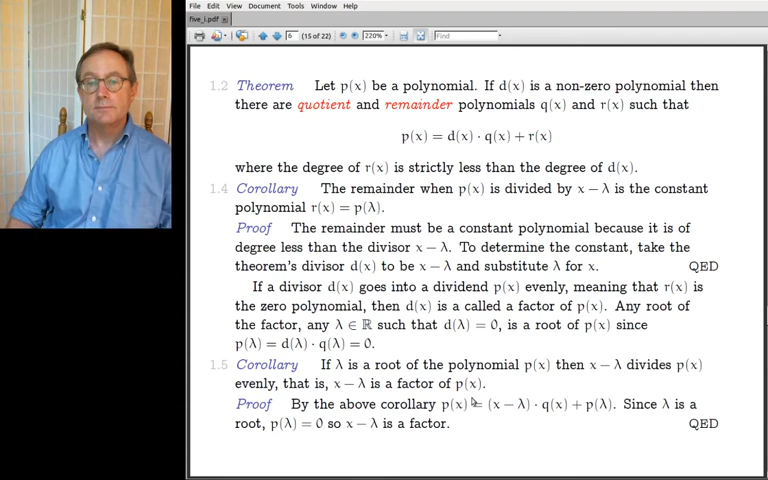 File Edit View Document Tools Window Help
five_i.pdf
6 (15 of 22) 220% Find
1.2 Theorem Let p(x) be a polynomial. If d(x) is a non-zero polynomial then
there are quotient and remainder polynomials q(x) and r(x) such that
p(x) = d(x) · q(x) + r(x)
where the degree of r(x) is strictly less than the degree of d(x).
1.4 Corollary The remainder when p(x) is divided by x − λ is the constant
polynomial r(x) = p(λ).
Proof The remainder must be a constant polynomial because it is of
degree less than the divisor x − λ. To determine the constant, take the
theorem's divisor d(x) to be x − λ and substitute λ for x. QED
If a divisor d(x) goes into a dividend p(x) evenly, meaning that r(x) is
the zero polynomial, then d(x) is a called a factor of p(x). Any root of
the factor, any λ ∈ ℝ such that d(λ) = 0, is a root of p(x) since
p(λ) = d(λ) · q(λ) = 0.
1.5 Corollary If λ is a root of the polynomial p(x) then x − λ divides p(x)
evenly, that is, x − λ is a factor of p(x).
Proof By the above corollary p(x) = (x − λ) · q(x) + p(λ). Since λ is a
root, p(λ) = 0 so x − λ is a factor. QED